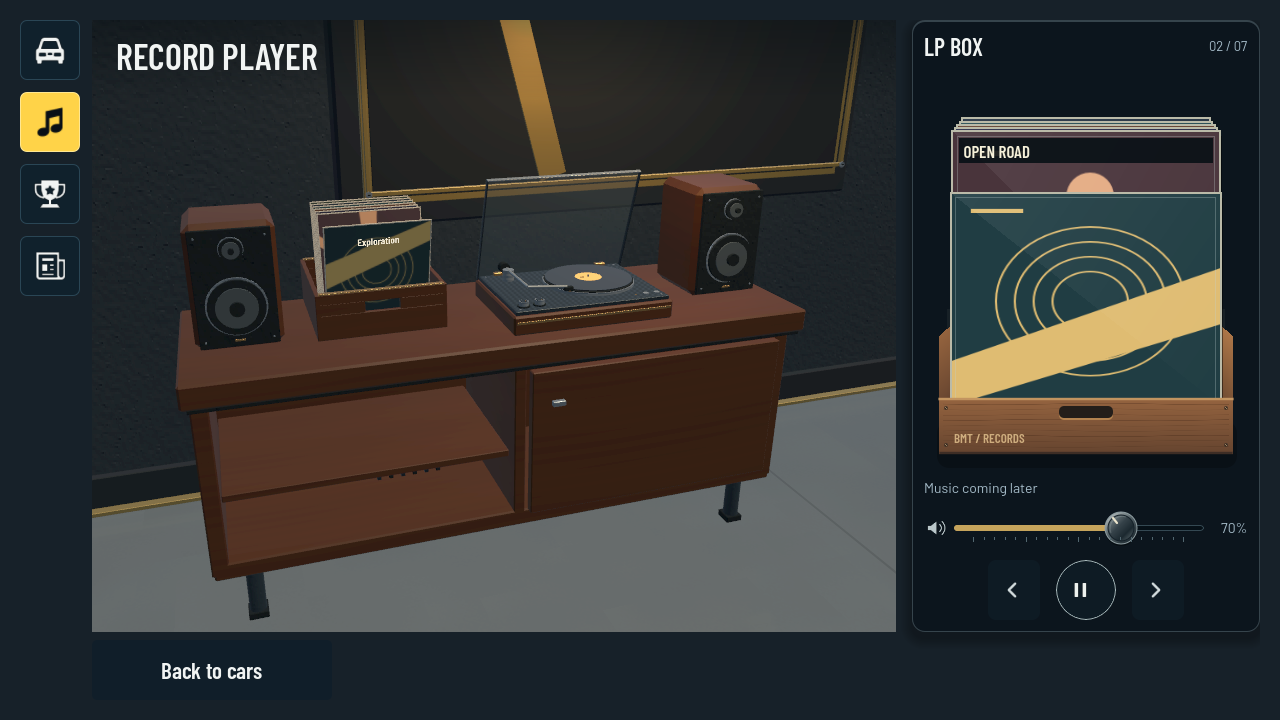 RECORD PLAYER
Exploration
LP BOX
02 / 07
OPEN ROAD
BMT / RECORDS
Music coming later
70%
Back to cars